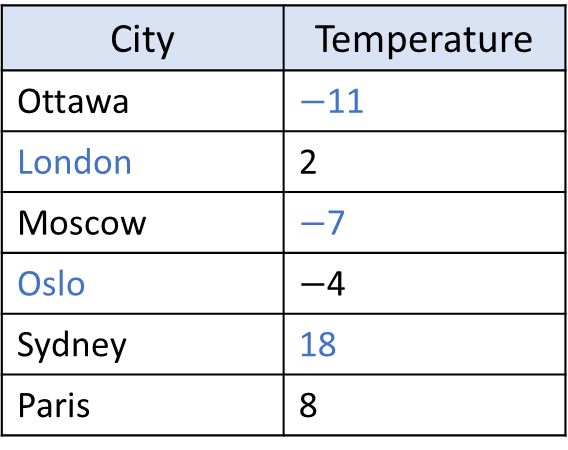 City Temperature
Ottawa −11
London 2
Moscow −7
Oslo −4
Sydney 18
Paris 8